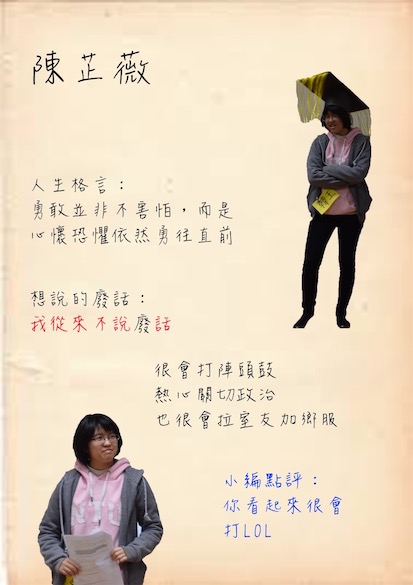 陳芷薇
人生格言：
勇敢並非不害怕，而是
心懷恐懼依然勇往直前
想說的廢話：
我從來不說廢話
很會打陣頭鼓
熱心關切政治
也很會拉室友加鄉服
小編點評：
你看起來很會
打LOL